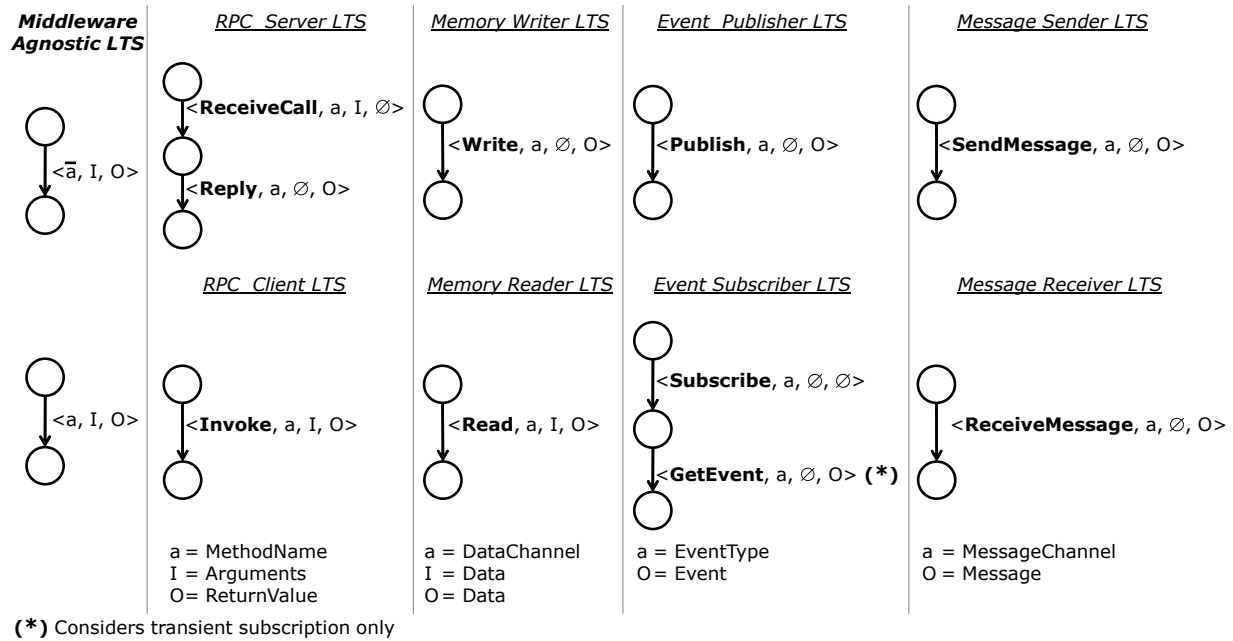 Middleware
Agnostic LTS
RPC_Server LTS
Memory Writer LTS
Event_Publisher LTS
Message Sender LTS
<a̅, I, O>
<ReceiveCall, a, I, ∅>
<Reply, a, ∅, O>
<Write, a, ∅, O>
<Publish, a, ∅, O>
<SendMessage, a, ∅, O>
RPC_Client LTS
Memory Reader LTS
Event Subscriber LTS
Message Receiver LTS
<a, I, O>
<Invoke, a, I, O>
<Read, a, I, O>
<Subscribe, a, ∅, ∅>
<GetEvent, a, ∅, O> (*)
<ReceiveMessage, a, ∅, O>
a = MethodName
I = Arguments
O= ReturnValue
a = DataChannel
I = Data
O= Data
a = EventType
O= Event
a = MessageChannel
O = Message
(*) Considers transient subscription only